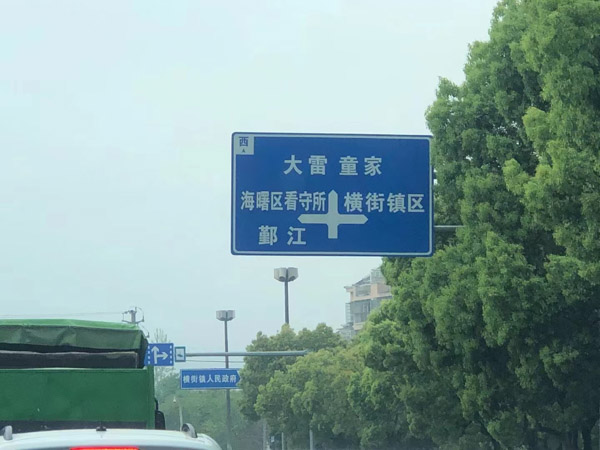 西
大雷 童家
海曙区看守所 横街镇区
鄞江
横街镇人民政府